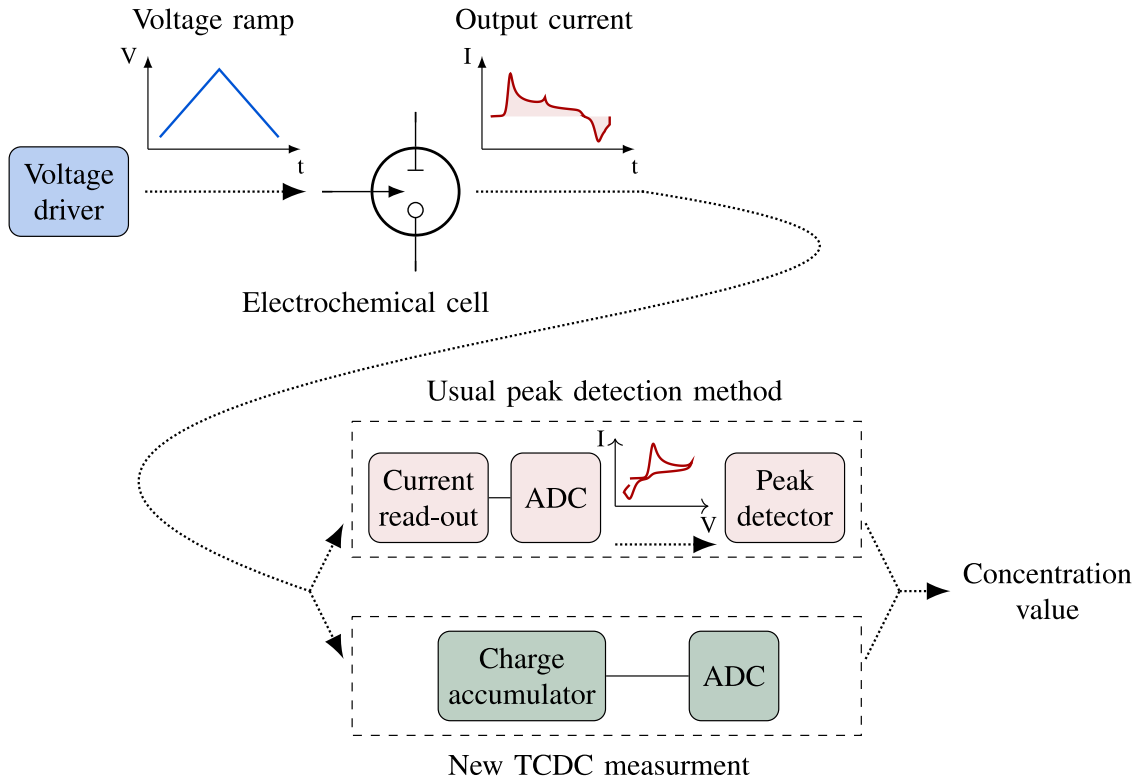 Voltage ramp
Output current
V
t
I
t
Voltage
driver
Electrochemical cell
Usual peak detection method
Current
read-out
ADC
I
V
Peak
detector
Concentration
value
Charge
accumulator
ADC
New TCDC measurment